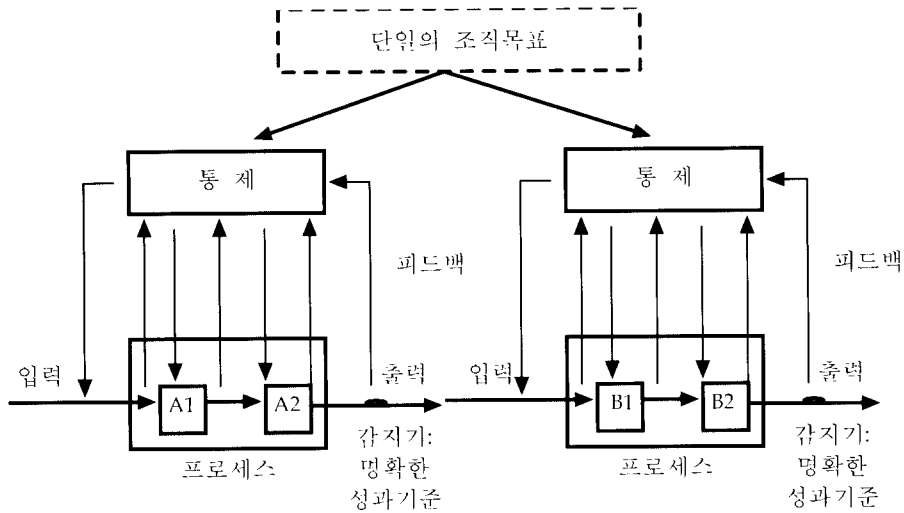 단일의 조직목표
통 제
통 제
피드백
피드백
입력
A1
A2
출력
입력
B1
B2
출력
프로세스
감지기:
명확한
성과기준
프로세스
감지기:
명확한
성과기준